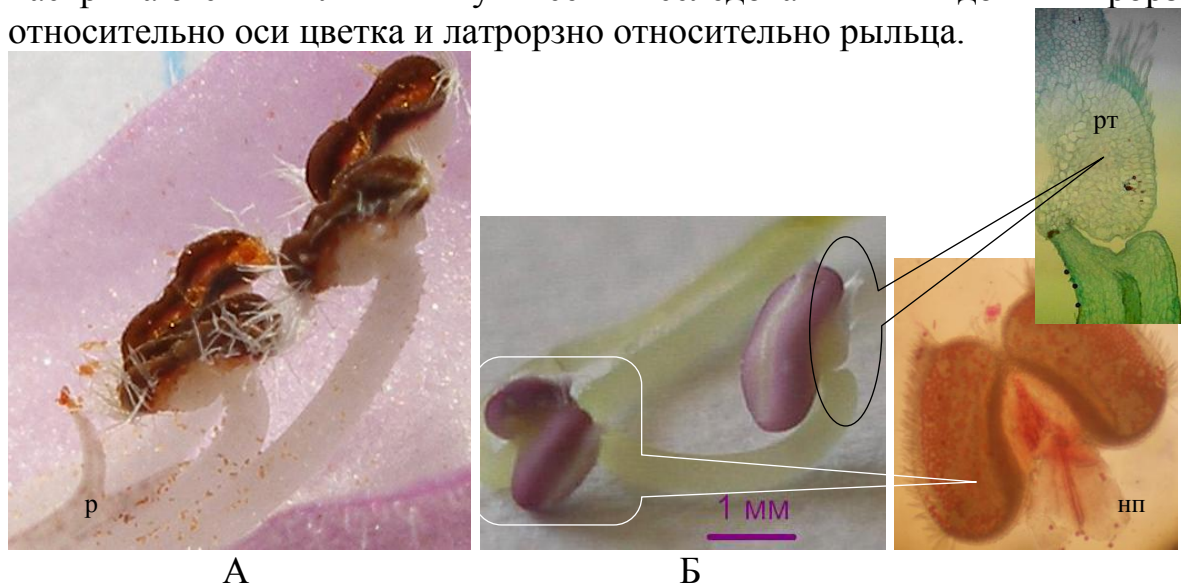 относительно оси цветка и латрорзно относительно рыльца.
рт
р
1 мм
нп
А
Б